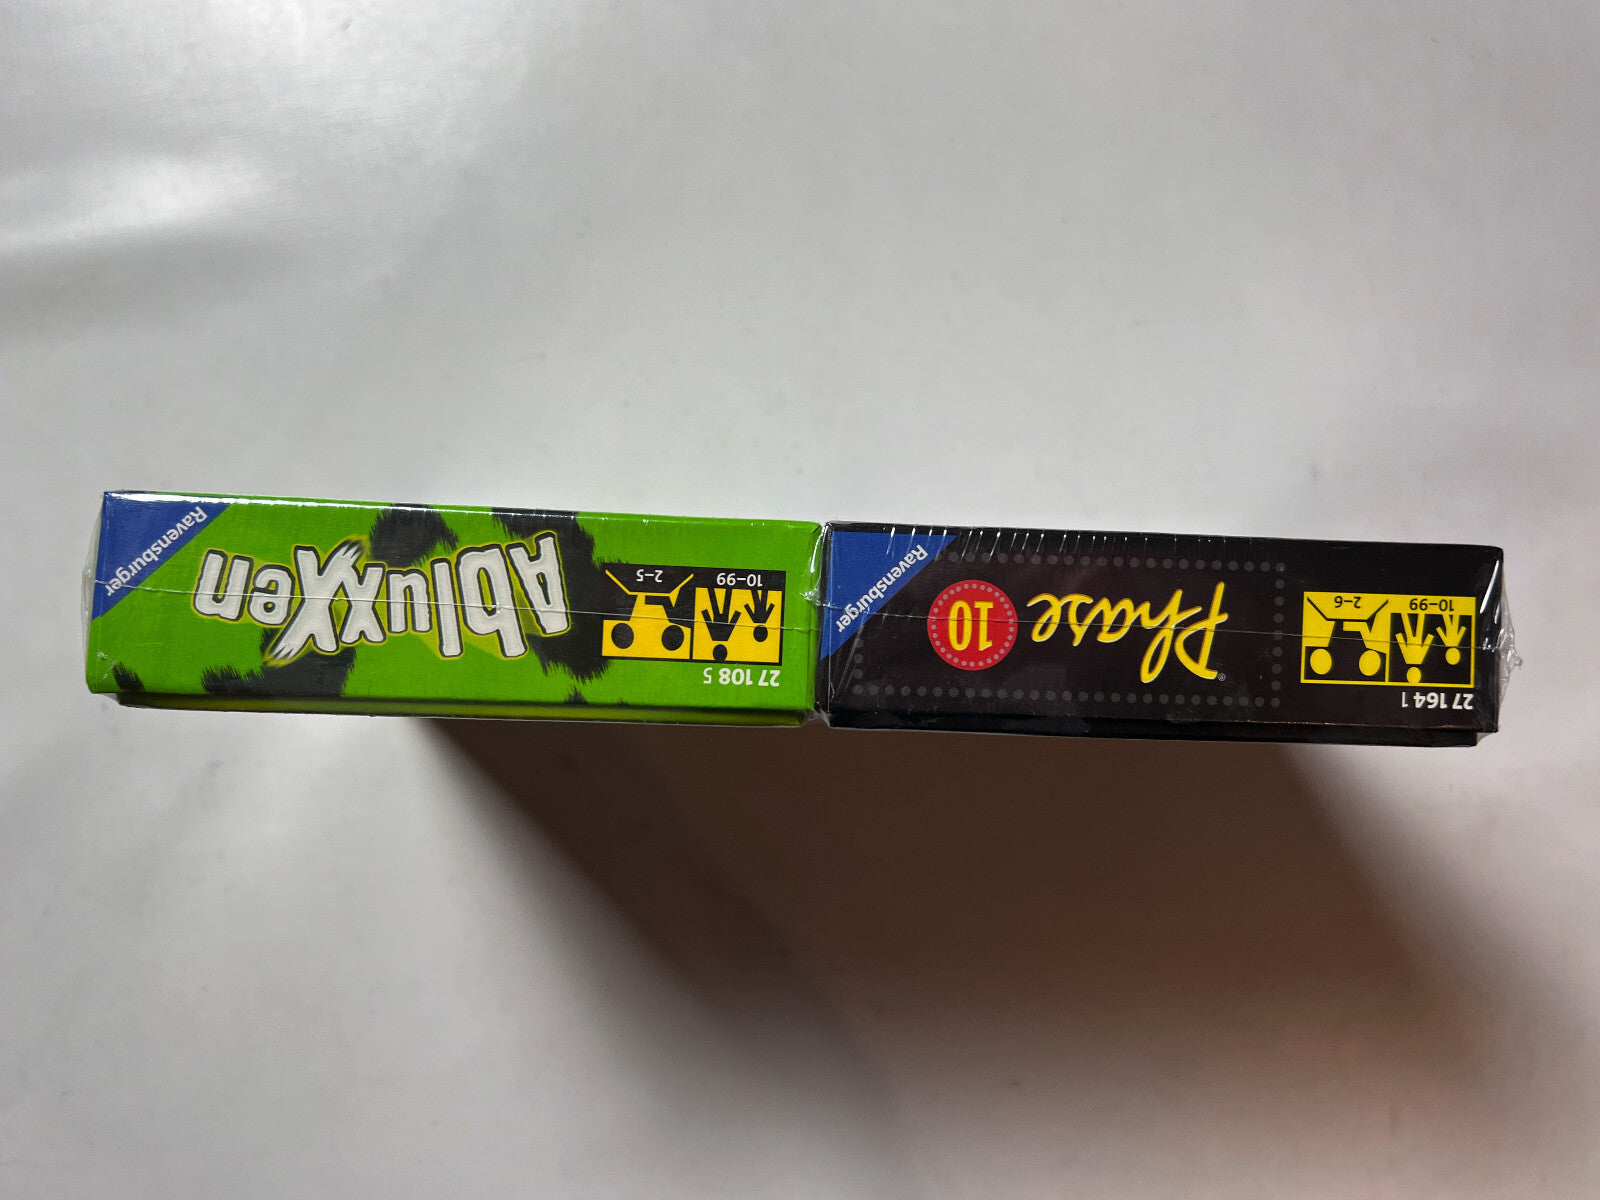 27 164 1
10–99
2–6
Phase 10
Ravensburger
27 108 5
10–99
2–5
Abluxxen
Ravensburger